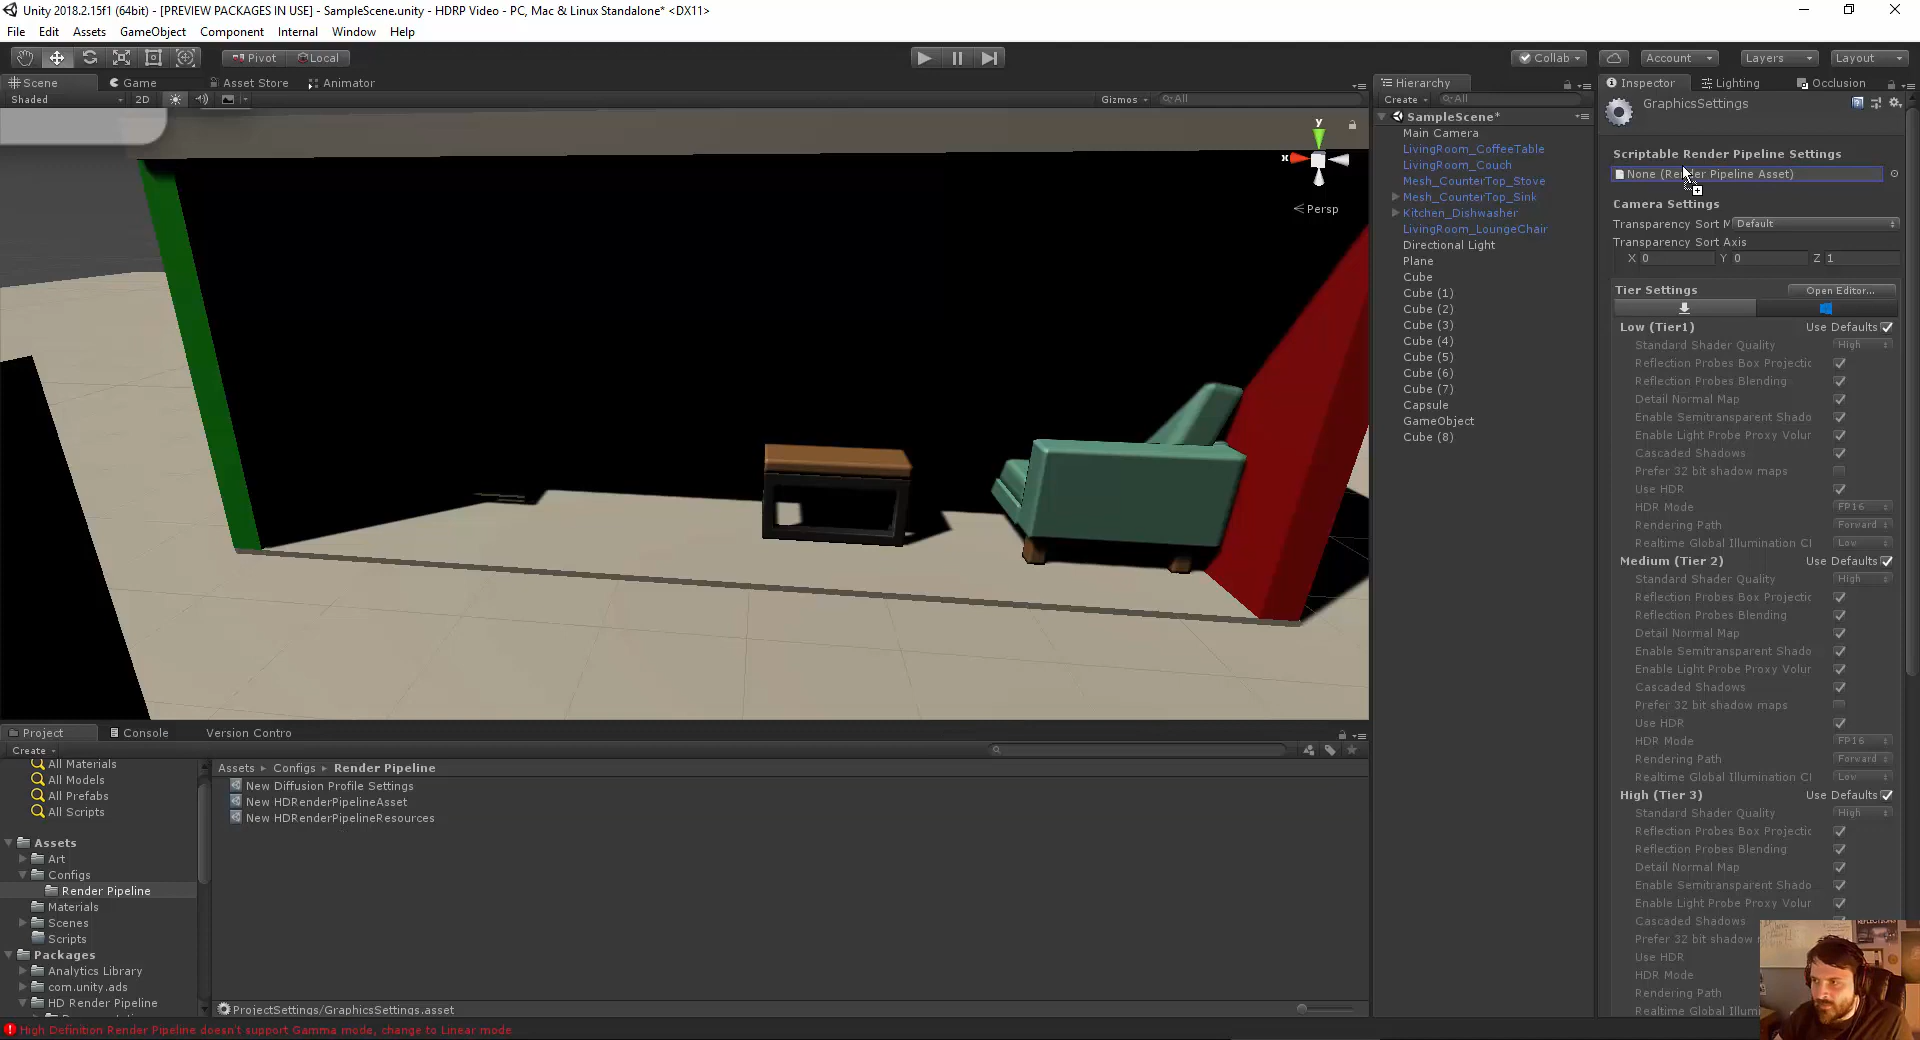 Unity 2018.2.15f1 (64bit) - [PREVIEW PACKAGES IN USE] - SampleScene.unity - HDRP Video - PC, Mac & Linux Standalone* <DX11>
File Edit Assets GameObject Component Internal Window Help
Pivot Local Collab Account Layers Layout
Scene Game Asset Store Animator
Shaded 2D Gizmos All
y
x
Persp
Hierarchy
Create All
SampleScene*
Main Camera
LivingRoom_CoffeeTable
LivingRoom_Couch
Mesh_CounterTop_Stove
Mesh_CounterTop_Sink
Kitchen_Dishwasher
LivingRoom_LoungeChair
Directional Light
Plane
Cube
Cube (1)
Cube (2)
Cube (3)
Cube (4)
Cube (5)
Cube (6)
Cube (7)
Capsule
GameObject
Cube (8)
Inspector Lighting Occlusion
GraphicsSettings
Scriptable Render Pipeline Settings
None (Render Pipeline Asset)
Camera Settings
Transparency Sort M Default
Transparency Sort Axis
X 0 Y 0 Z 1
Tier Settings Open Editor...
Low (Tier1) Use Defaults
Standard Shader Quality High
Reflection Probes Box Projectic
Reflection Probes Blending
Detail Normal Map
Enable Semitransparent Shado
Enable Light Probe Proxy Volur
Cascaded Shadows
Prefer 32 bit shadow maps
Use HDR
HDR Mode FP16
Rendering Path Forward
Realtime Global Illumination Cl Low
Medium (Tier 2) Use Defaults
Standard Shader Quality High
Reflection Probes Box Projectic
Reflection Probes Blending
Detail Normal Map
Enable Semitransparent Shado
Enable Light Probe Proxy Volur
Cascaded Shadows
Prefer 32 bit shadow maps
Use HDR
HDR Mode FP16
Rendering Path Forward
Realtime Global Illumination Cl Low
High (Tier 3) Use Defaults
Standard Shader Quality High
Reflection Probes Box Projectic
Reflection Probes Blending
Detail Normal Map
Enable Semitransparent Shado
Enable Light Probe Proxy Volur
Cascaded Shadows
Prefer 32 bit shadow
Use HDR
HDR Mode
Rendering Path
Realtime Global Illumi
Project Console Version Contro
Create
All Materials
All Models
All Prefabs
All Scripts
Assets
Art
Configs
Render Pipeline
Materials
Scenes
Scripts
Packages
Analytics Library
com.unity.ads
HD Render Pipeline
Assets Configs Render Pipeline
New Diffusion Profile Settings
New HDRenderPipelineAsset
New HDRenderPipelineResources
ProjectSettings/GraphicsSettings.asset
High Definition Render Pipeline doesn't support Gamma mode, change to Linear mode